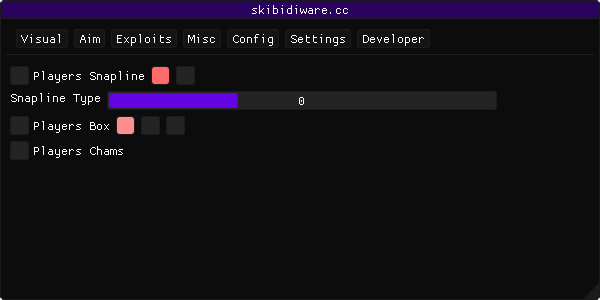 skibidiware.cc
Visual Aim Exploits Misc Config Settings Developer
Players Snapline
Snapline Type 0
Players Box
Players Chams